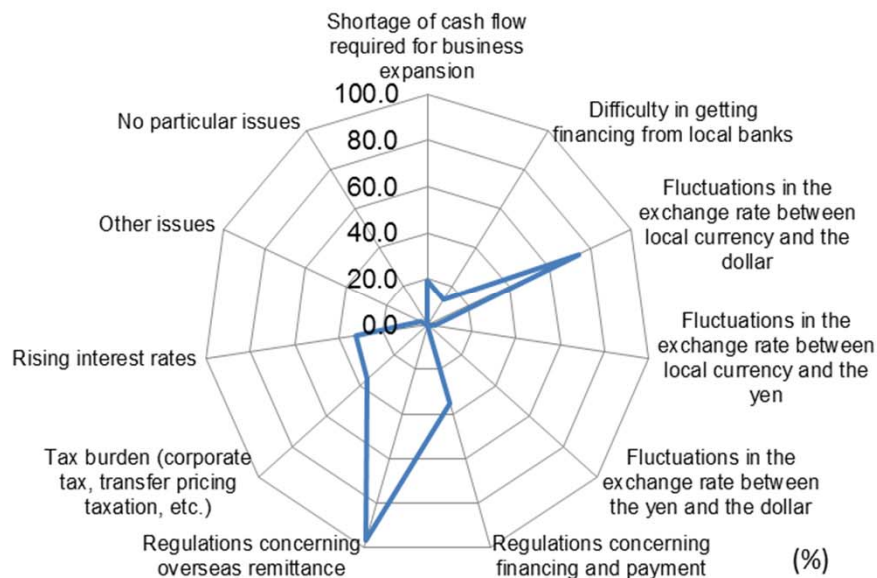 Shortage of cash flow
required for business
expansion
Difficulty in getting
financing from local banks
Fluctuations in the
exchange rate between
local currency and the
dollar
Fluctuations in the
exchange rate between
local currency and the
yen
Fluctuations in the
exchange rate between
the yen and the dollar
Regulations concerning
financing and payment
Regulations concerning
overseas remittance
Tax burden (corporate
tax, transfer pricing
taxation, etc.)
Rising interest rates
Other issues
No particular issues
100.0
80.0
60.0
40.0
20.0
0.0
(%)